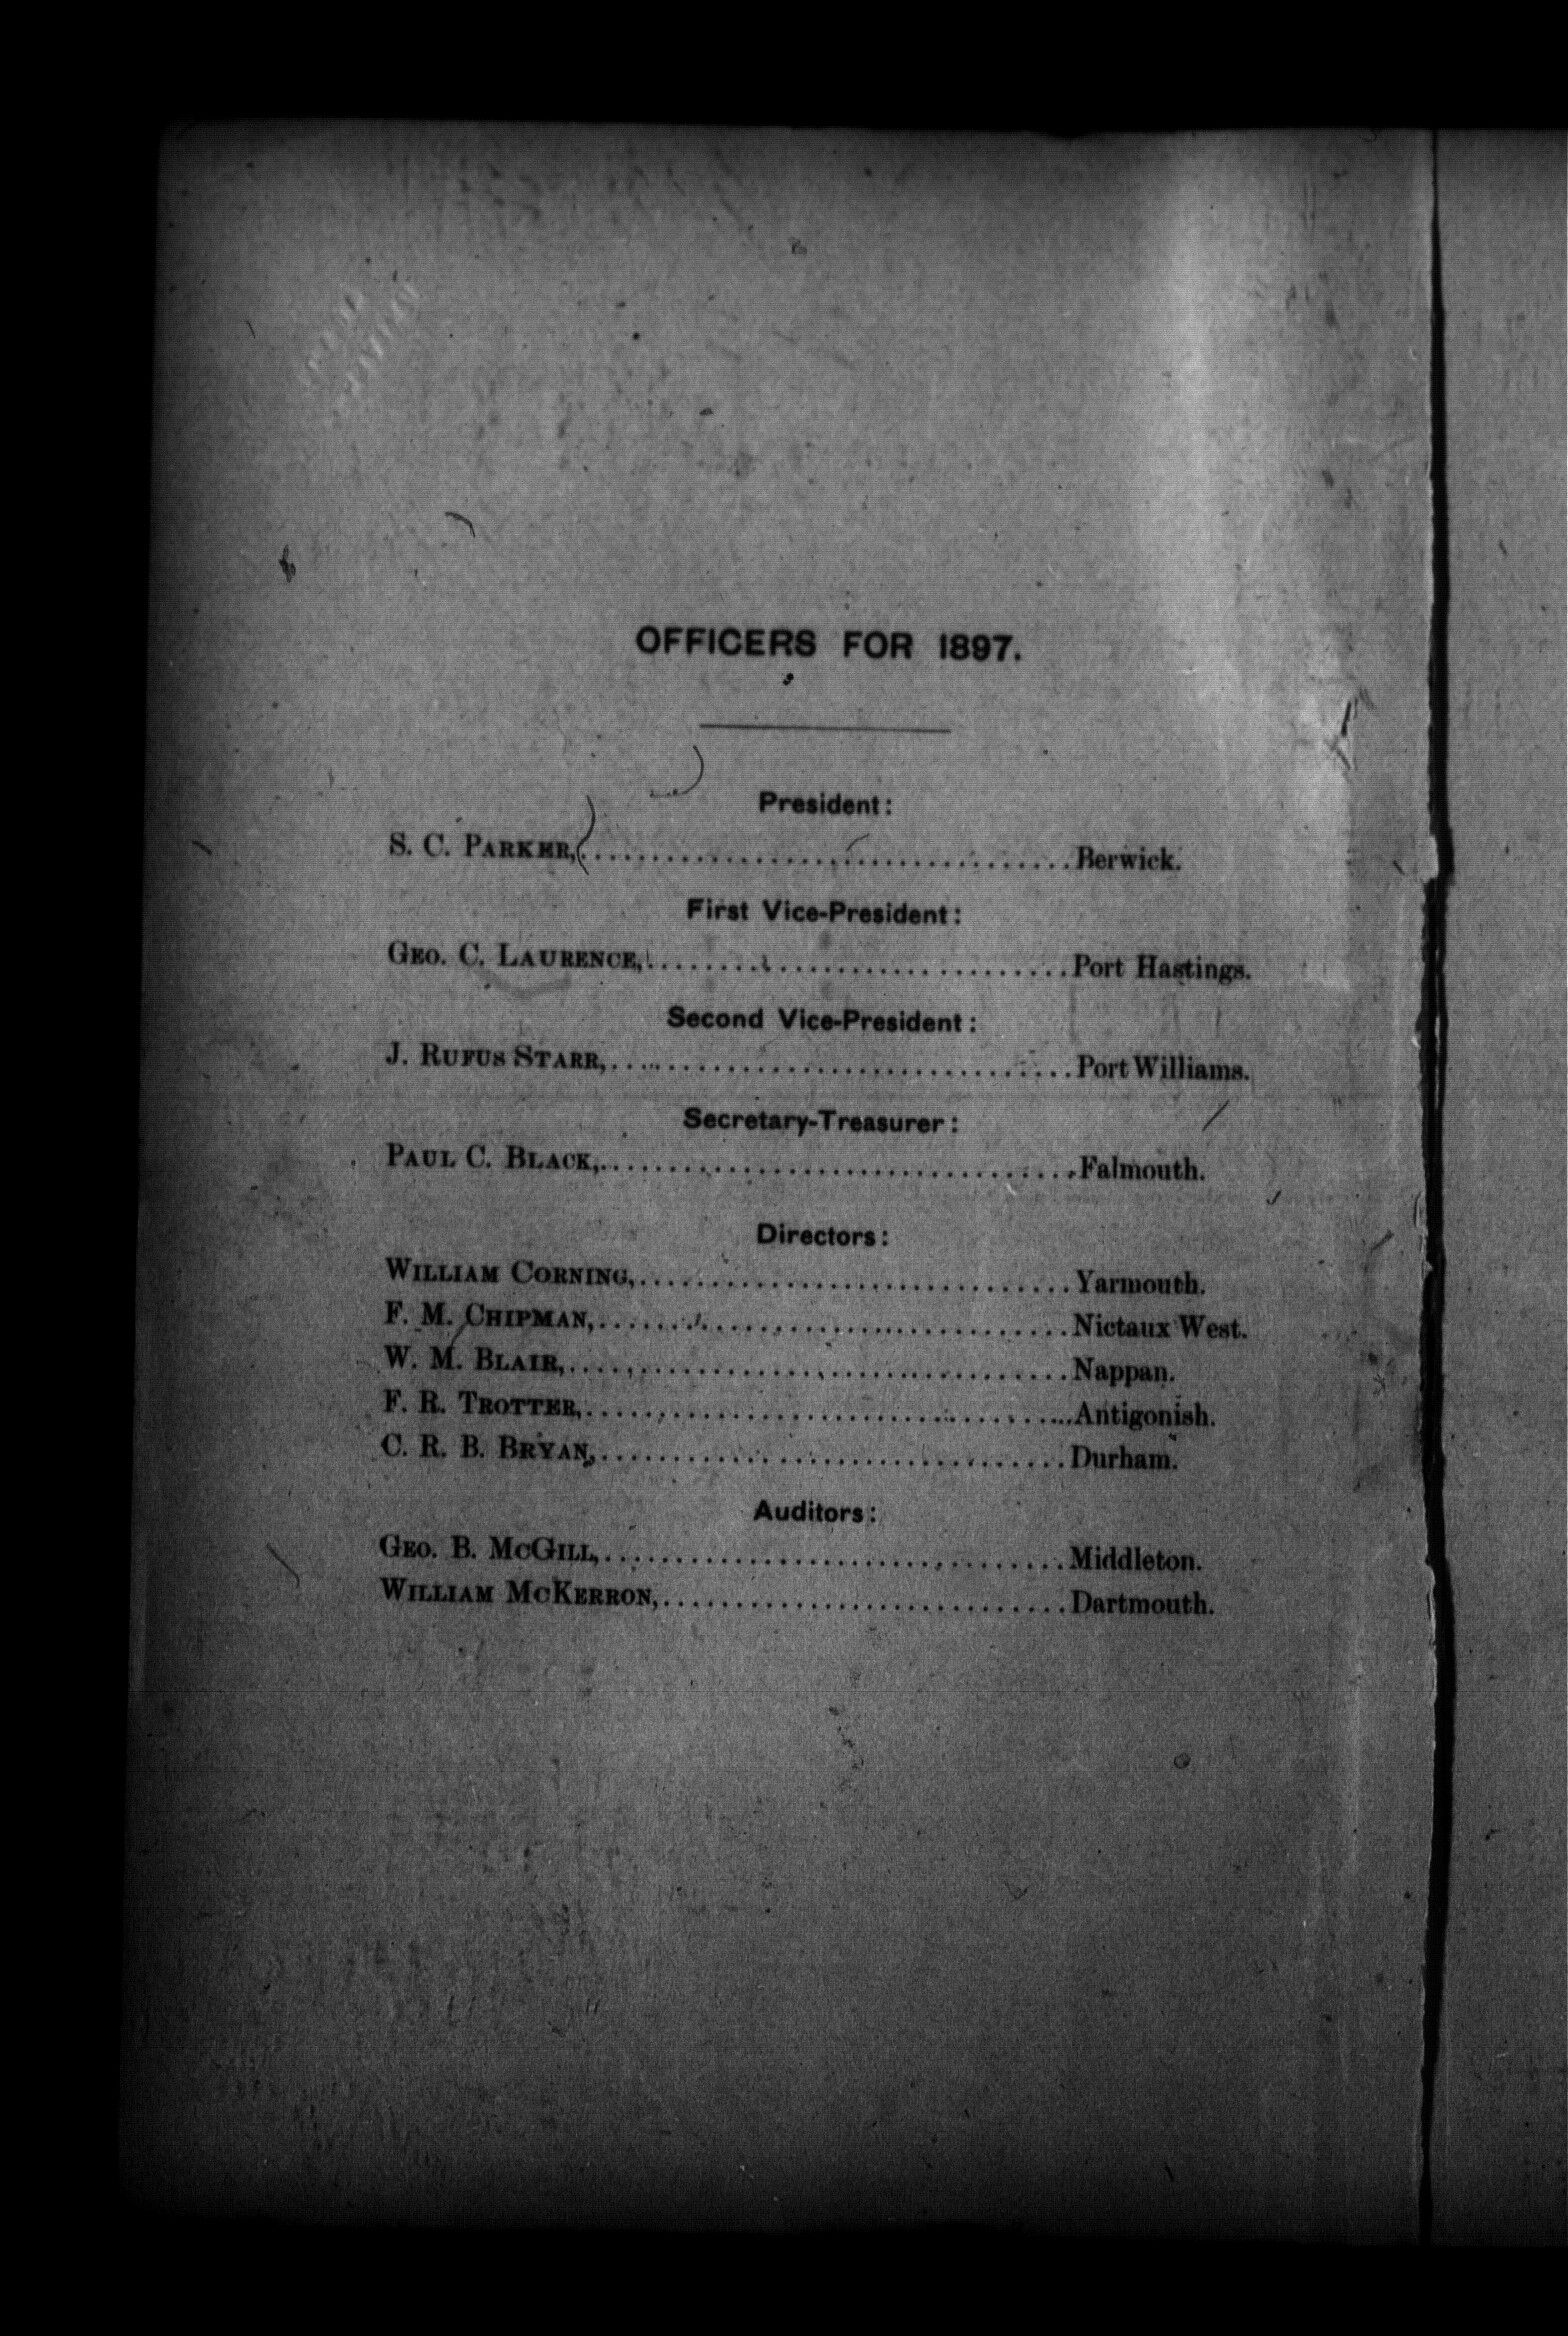 OFFICERS FOR 1897.
President:
S. C. PARKER,..................................Berwick.
First Vice-President:
GEO. C. LAURENCE,..............................Port Hastings.
Second Vice-President:
J. RUFUS STARR,................................Port Williams.
Secretary-Treasurer:
PAUL C. BLACK,.................................Falmouth.
Directors:
WILLIAM CORNING,..............................Yarmouth.
F. M. CHIPMAN,.................................Nictaux West.
W. M. BLAIR,...................................Nappan.
F. R. TROTTER,.................................Antigonish.
C. R. B. BRYAN,................................Durham.
Auditors:
GEO. B. MCGILL,................................Middleton.
WILLIAM MCKERRON,............................Dartmouth.